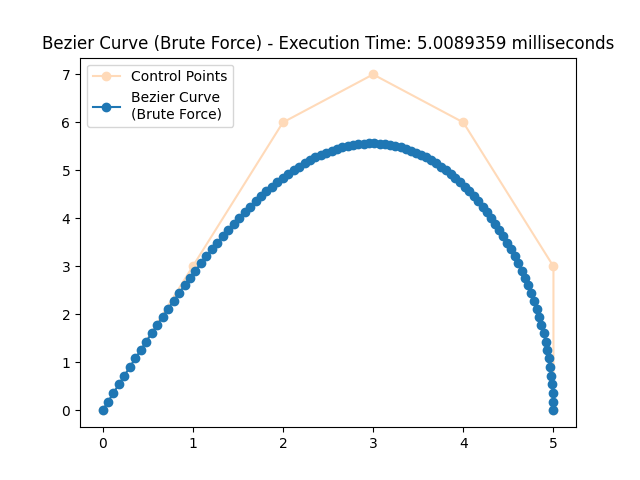 Bezier Curve (Brute Force) - Execution Time: 5.0089359 milliseconds
Control Points
Bezier Curve
(Brute Force)
7
6
5
4
3
2
1
0
0 1 2 3 4 5